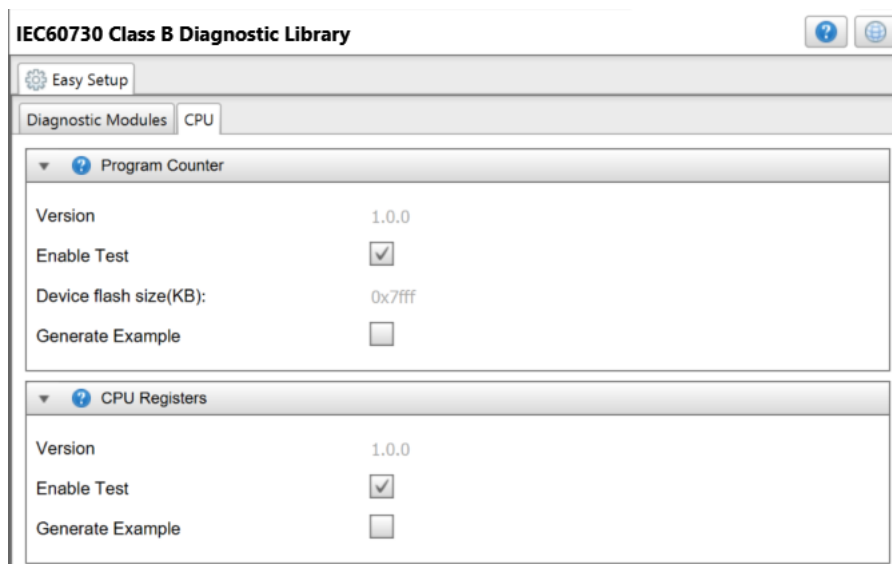 IEC60730 Class B Diagnostic Library
Easy Setup
Diagnostic Modules CPU
Program Counter
Version 1.0.0
Enable Test
Device flash size(KB): 0x7fff
Generate Example
CPU Registers
Version 1.0.0
Enable Test
Generate Example